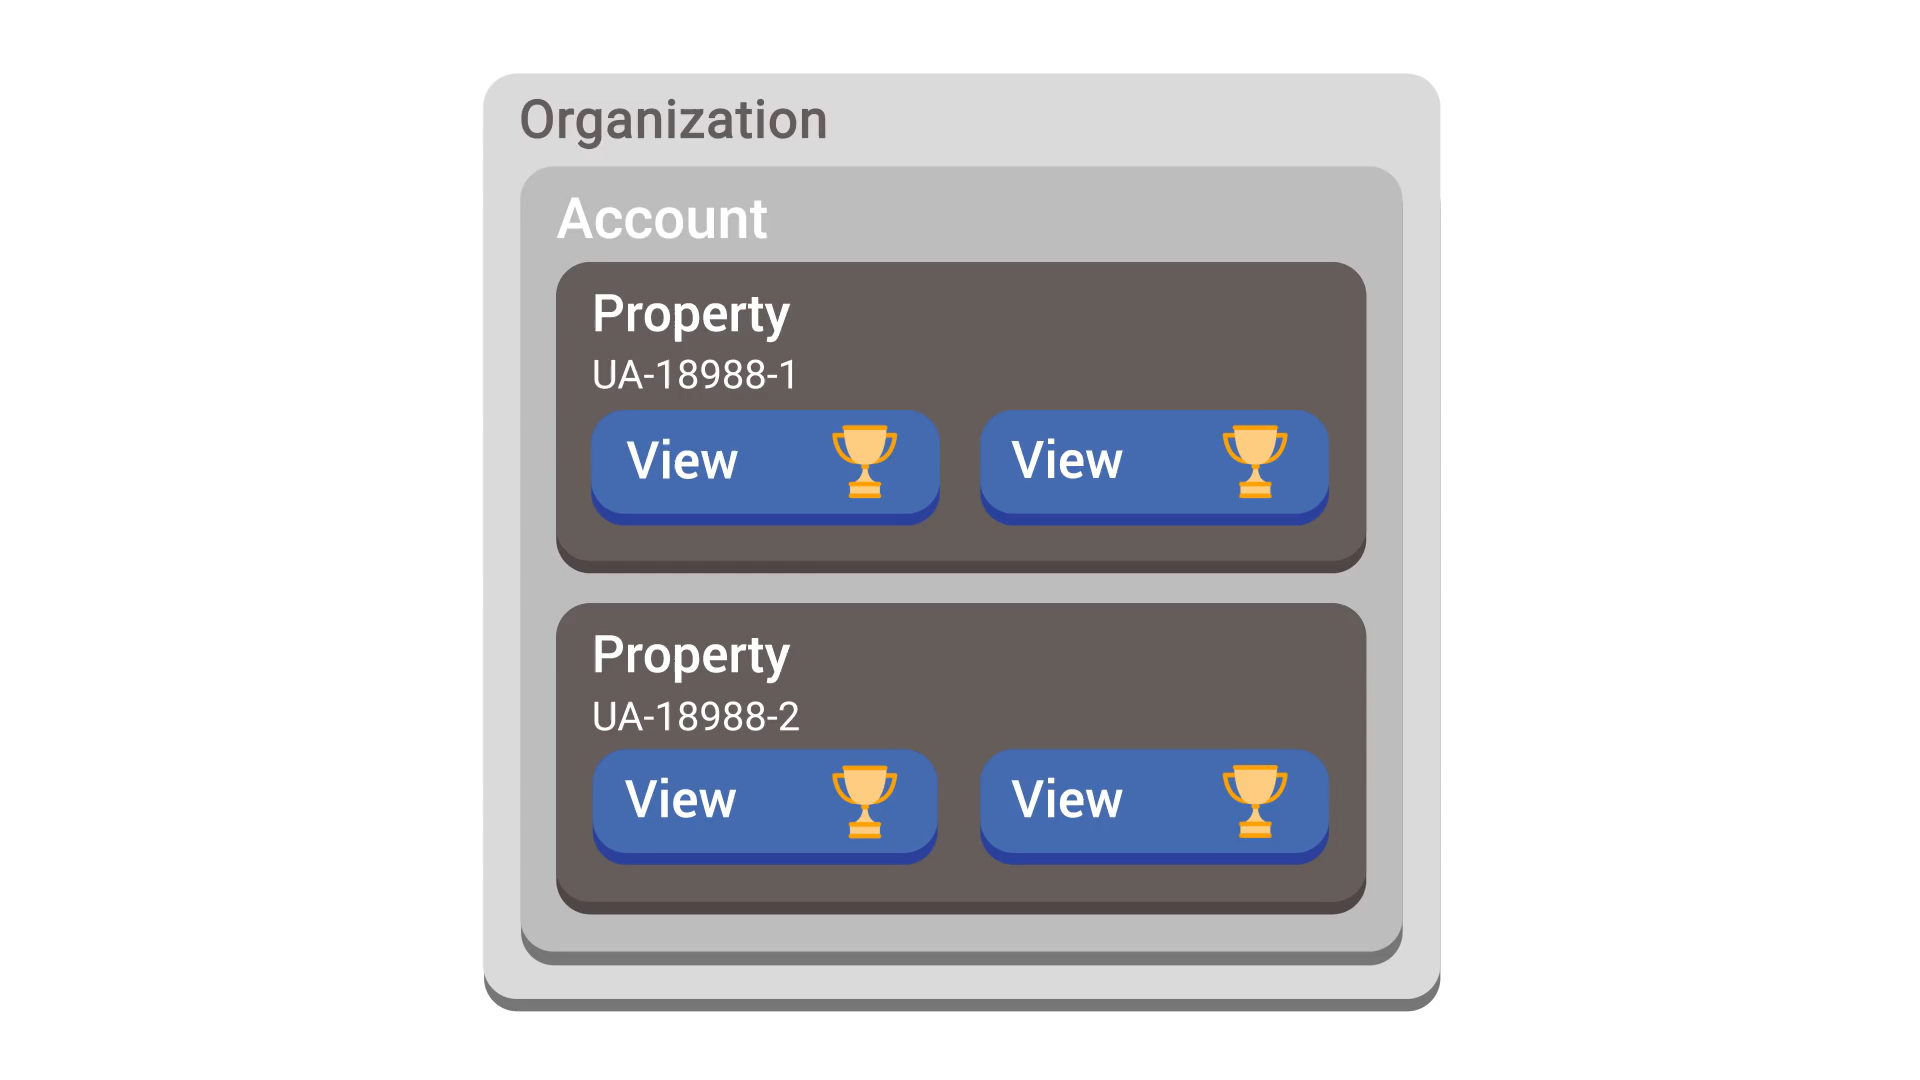 Organization
Account
Property
UA-18988-1
View View
Property
UA-18988-2
View View